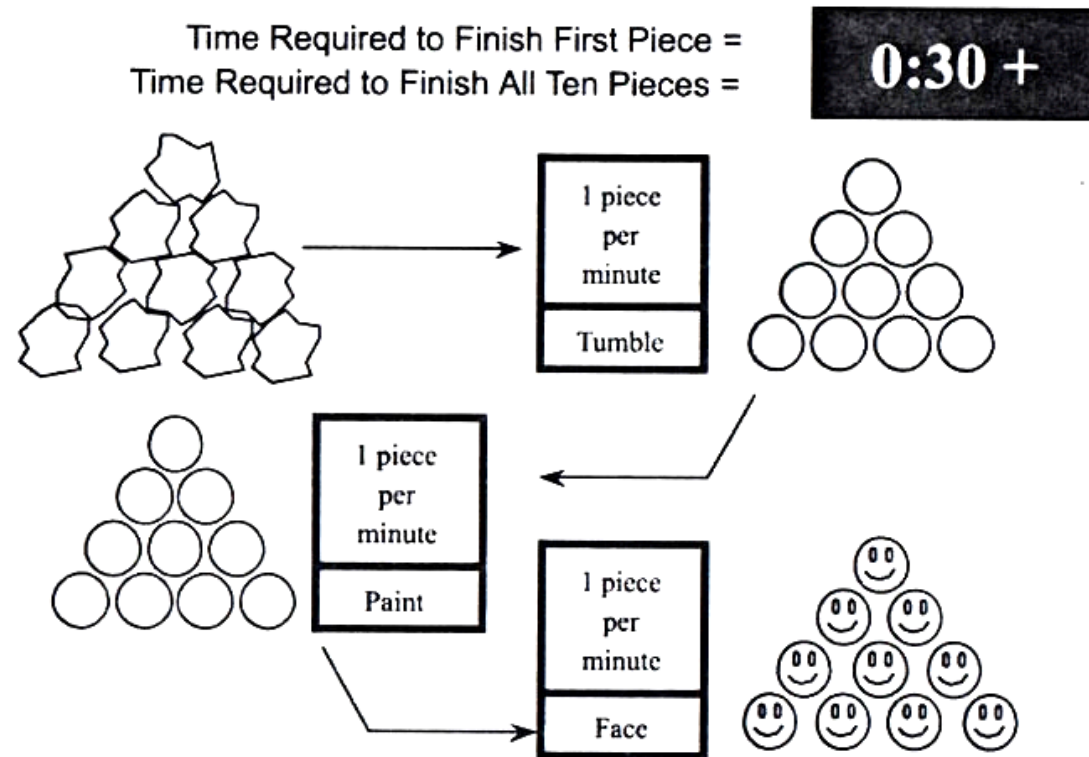 Time Required to Finish First Piece =
Time Required to Finish All Ten Pieces =
0:30 +
1 piece
per
minute
Tumble
1 piece
per
minute
Paint
1 piece
per
minute
Face